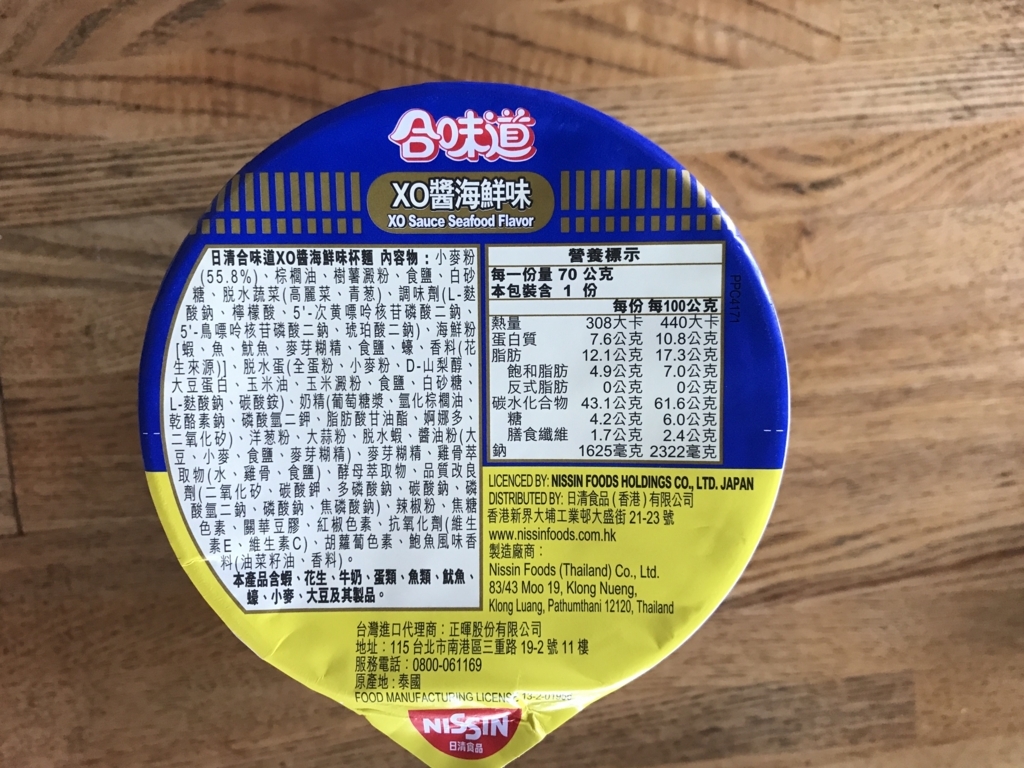 合味道
XO醬海鮮味
XO Sauce Seafood Flavor
日清合味道XO醬海鮮味杯麵 內容物：小麥粉
(55.8%)、棕櫚油、樹薯澱粉、食鹽、白砂
糖、脫水蔬菜(高麗菜、青葱)、調味劑(L-麩
酸鈉、檸檬酸、5'-次黃嘌呤核苷磷酸二鈉、
5'-鳥嘌呤核苷磷酸二鈉、琥珀酸二鈉)、海鮮粉
[蝦、魚、魷魚、麥芽糊精、食鹽、蠔、香料(花
生來源)]、脫水蛋(全蛋粉、小麥粉、D-山梨醇、
大豆蛋白、玉米油、玉米澱粉、食鹽、白砂糖、
L-麩酸鈉、碳酸銨)、奶精(葡萄糖漿、氫化棕櫚油、
乾酪素鈉、磷酸氫二鉀、脂肪酸甘油酯、婀娜多、
二氧化矽)、洋葱粉、大蒜粉、脫水蝦、醬油粉(大
豆、小麥、食鹽、麥芽糊精)、麥芽糊精、雞骨萃
取物(水、雞骨、食鹽)、酵母萃取物、品質改良
劑(二氧化矽、碳酸鉀、多磷酸鈉、碳酸鈉、磷
酸氫二鈉、磷酸鈉、焦磷酸鈉)、辣椒粉、焦糖
色素、關華豆膠、紅椒色素、抗氧化劑(維生
素E、維生素C)、胡蘿蔔色素、鮑魚風味香
料(油菜籽油、香料)。
本產品含蝦、花生、牛奶、蛋類、魚類、魷魚、
蠔、小麥、大豆及其製品。
營養標示
每一份量 70 公克
本包裝含 1 份
每份 每100公克
熱量 308大卡 440大卡
蛋白質 7.6公克 10.8公克
脂肪 12.1公克 17.3公克
飽和脂肪 4.9公克 7.0公克
反式脂肪 0公克 0公克
碳水化合物 43.1公克 61.6公克
糖 4.2公克 6.0公克
膳食纖維 1.7公克 2.4公克
鈉 1625毫克 2322毫克
PPC4171
LICENCED BY: NISSIN FOODS HOLDINGS CO., LTD. JAPAN
DISTRIBUTED BY: 日清食品(香港)有限公司
香港新界大埔工業邨大盛街 21-23 號
www.nissinfoods.com.hk
製造廠商：
Nissin Foods (Thailand) Co., Ltd.
83/43 Moo 19, Klong Nueng,
Klong Luang, Pathumthani 12120, Thailand
台灣進口代理商：正暉股份有限公司
地址：115 台北市南港區三重路 19-2 號 11 樓
服務電話：0800-061169
原產地：泰國
FOOD MANUFACTURING LICENSE
NISSIN
日清食品